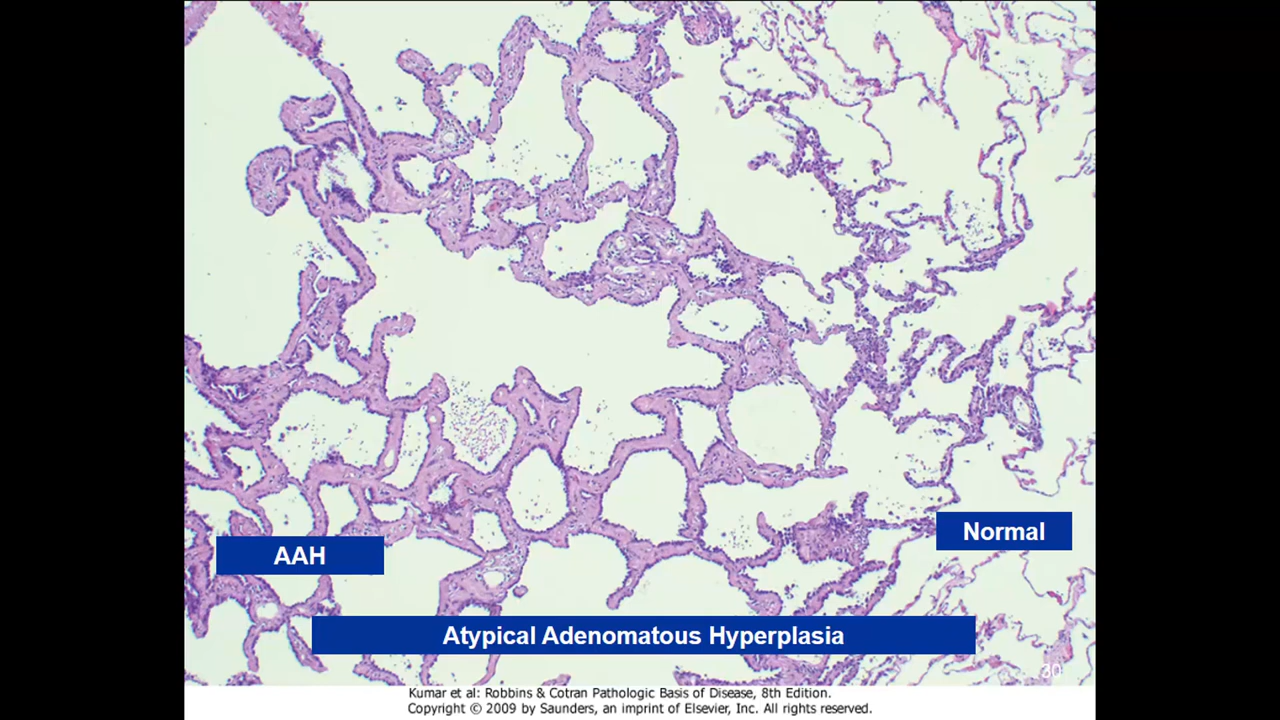 Normal
AAH
Atypical Adenomatous Hyperplasia
30
Kumar et al: Robbins & Cotran Pathologic Basis of Disease, 8th Edition.
Copyright © 2009 by Saunders, an imprint of Elsevier, Inc. All rights reserved.